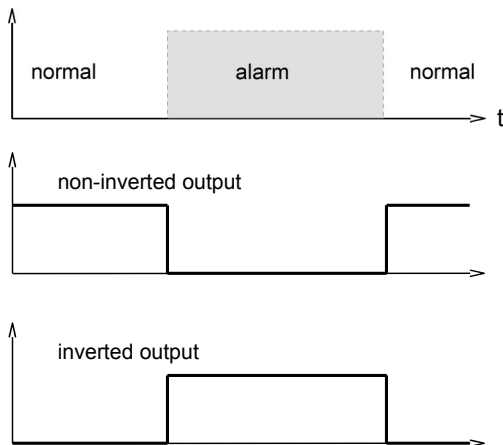 normal alarm normal
t
non-inverted output
inverted output